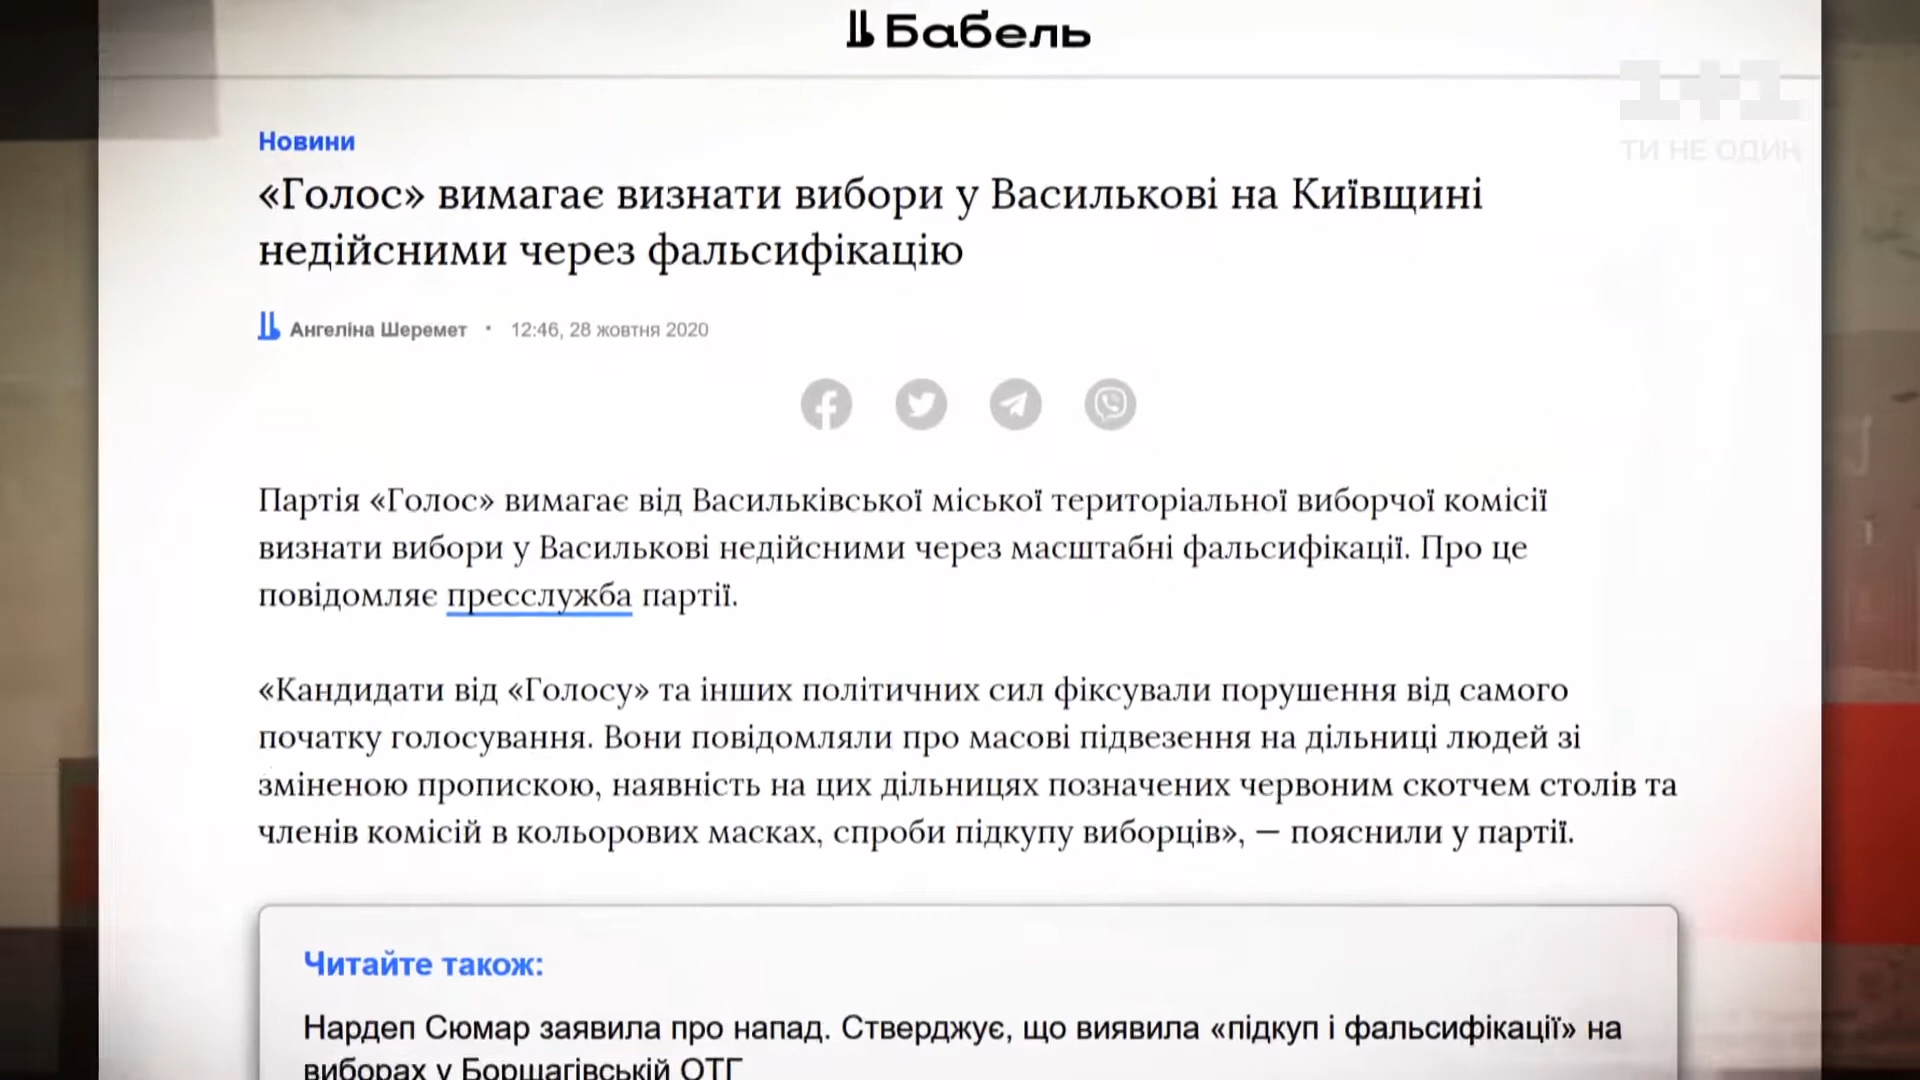 Бабель
1+1
ТИ НЕ ОДИН
Новини
«Голос» вимагає визнати вибори у Василькові на Київщині
недійсними через фальсифікацію
Ангеліна Шеремет • 12:46, 28 жовтня 2020
Партія «Голос» вимагає від Васильківської міської територіальної виборчої комісії
визнати вибори у Василькові недійсними через масштабні фальсифікації. Про це
повідомляє пресслужба партії.
«Кандидати від «Голосу» та інших політичних сил фіксували порушення від самого
початку голосування. Вони повідомляли про масові підвезення на дільниці людей зі
зміненою пропискою, наявність на цих дільницях позначених червоним скотчем столів та
членів комісій в кольорових масках, спроби підкупу виборців», — пояснили у партії.
Читайте також:
Нардеп Сюмар заявила про напад. Стверджує, що виявила «підкуп і фальсифікації» на
виборах у Борщагівській ОТГ